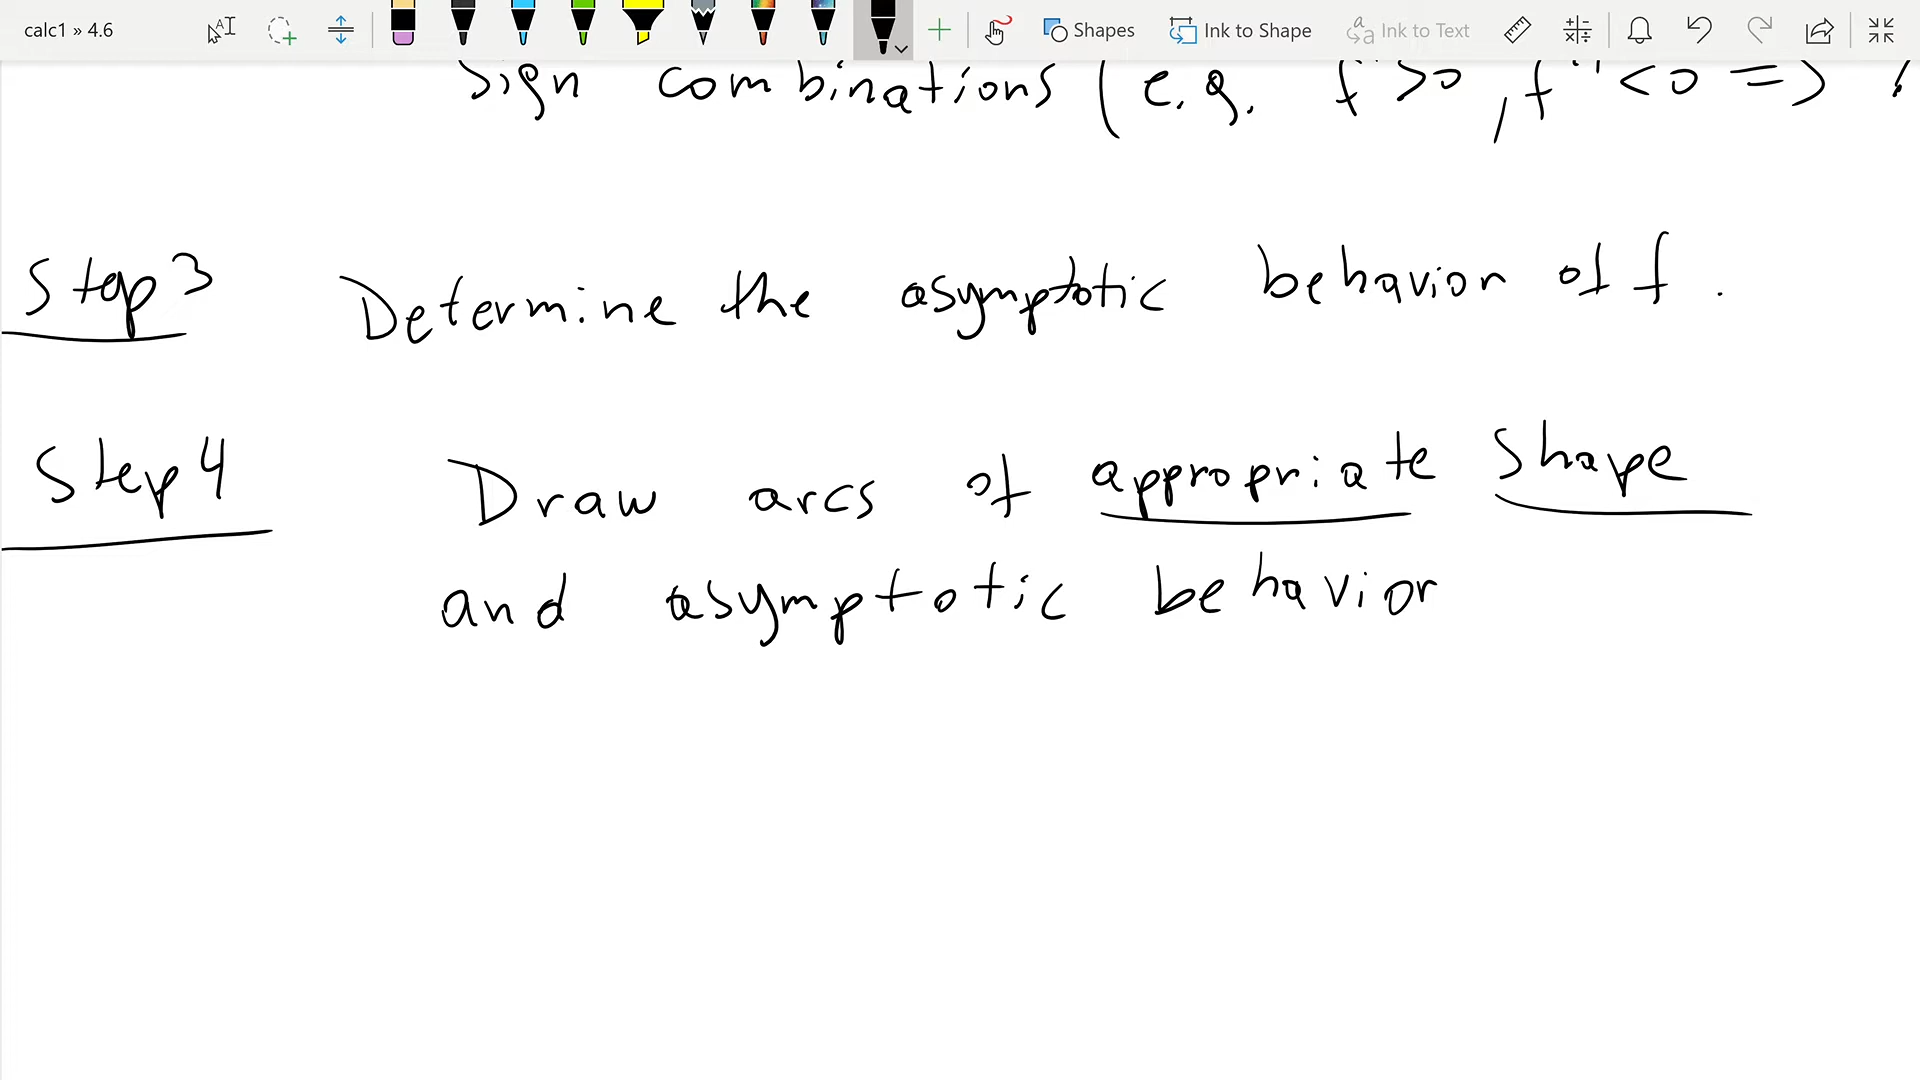 calc1 » 4.6
Shapes
Ink to Shape
Ink to Text
sign combinations (e.g. f'>0, f''<0 =>
Step 3 Determine the asymptotic behavior of f.
Step 4 Draw arcs of appropriate shape
and asymptotic behavior